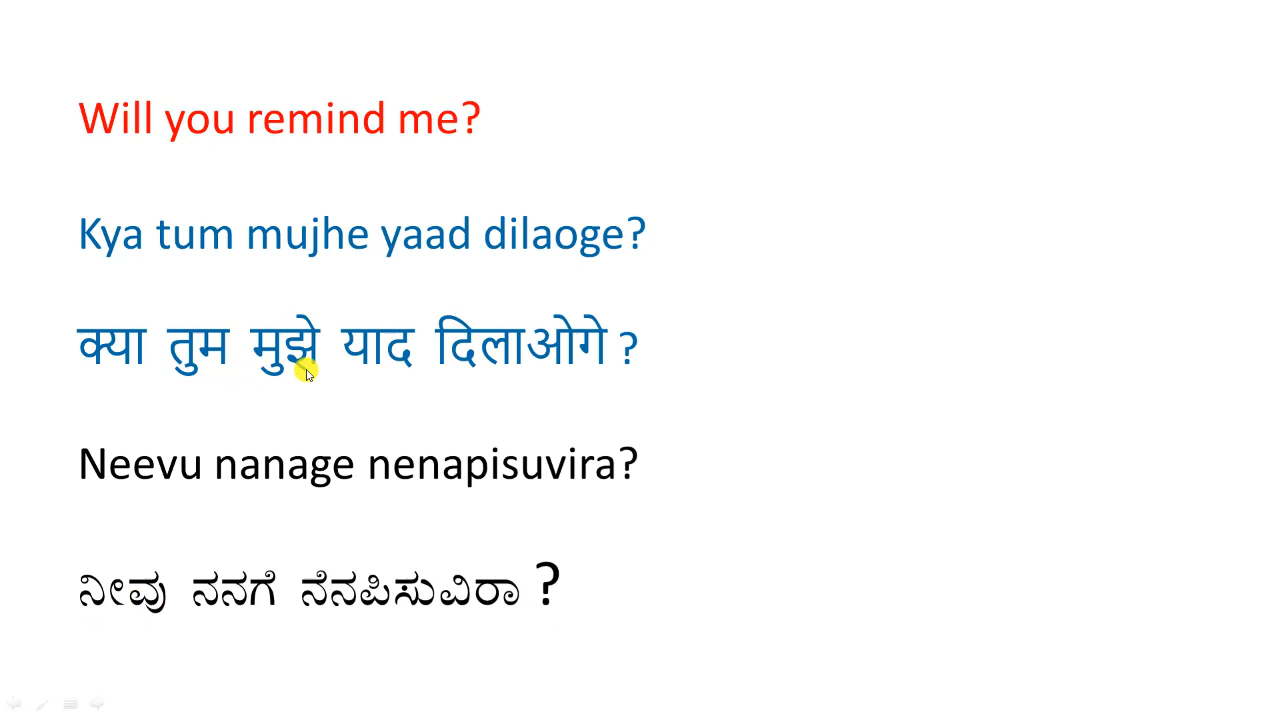 Will you remind me?
Kya tum mujhe yaad dilaoge?
क्या तुम मुझे याद दिलाओगे ?
Neevu nanage nenapisuvira?
ನೀವು ನನಗೆ ನೆನಪಿಸುವಿರಾ ?